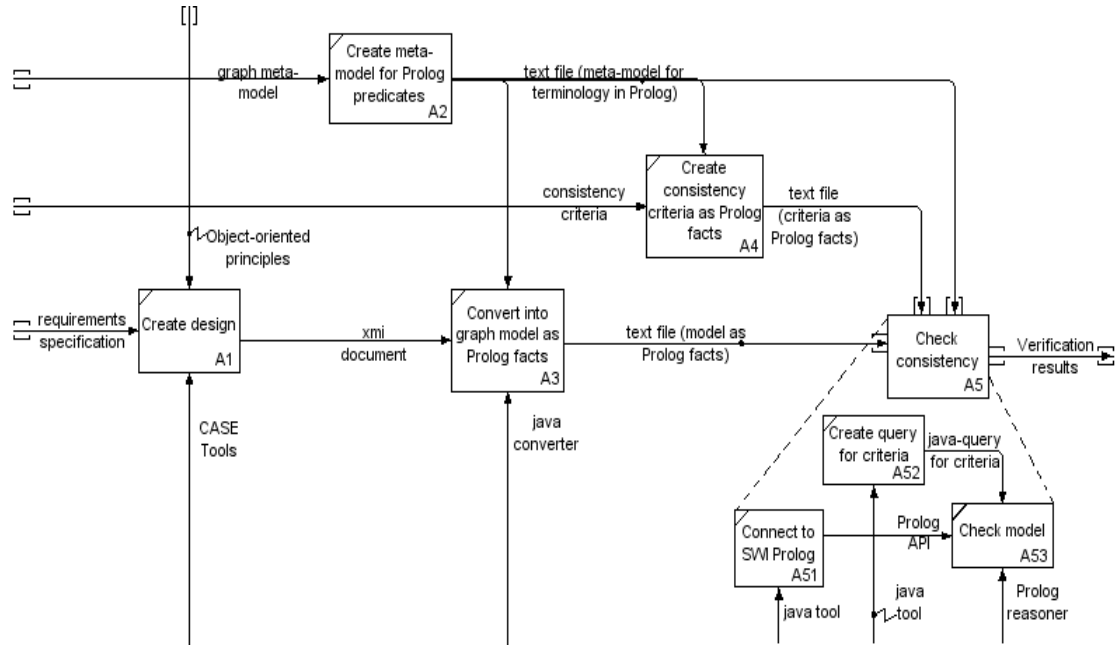 graph meta-
model
Create meta-
model for Prolog
predicates
A2
text file (meta-model for
terminology in Prolog)
consistency
criteria
Create
consistency
criteria as Prolog
facts
A4
text file
(criteria as
Prolog facts)
Object-oriented
principles
requirements
specification
Create design
A1
xmi
document
Convert into
graph model as
Prolog facts
A3
text file (model as
Prolog facts)
Check
consistency
A5
Verification
results
CASE
Tools
java
converter
Create query
for criteria
A52
java-query
for criteria
Connect to
SWI Prolog
A51
Prolog
API
Check model
A53
java tool
java
tool
Prolog
reasoner